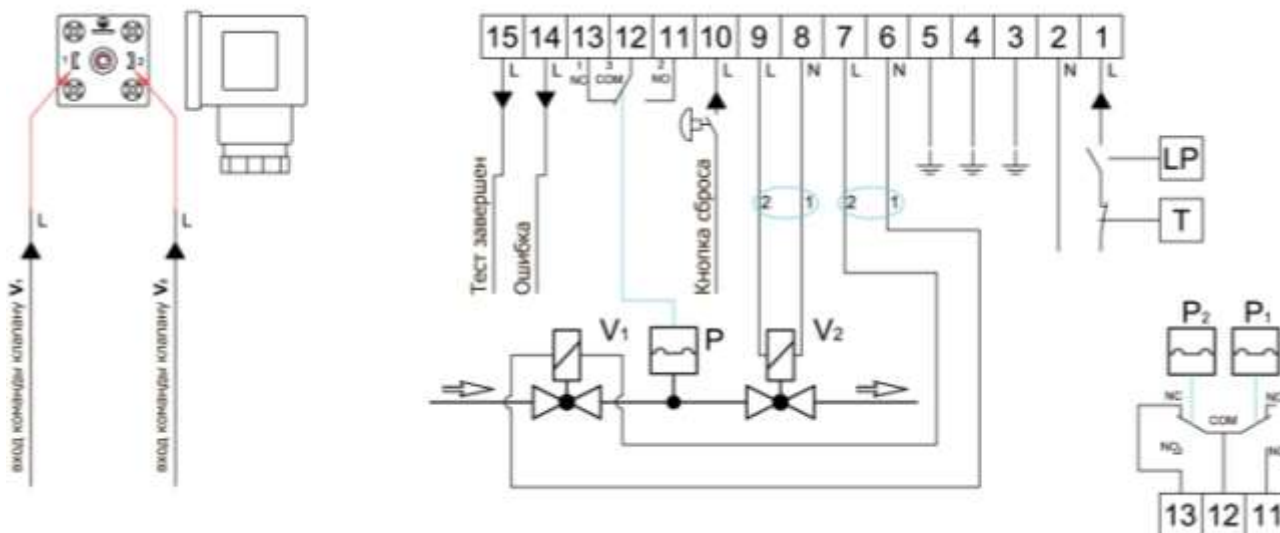 1
2
L
L
вход команды клапану V₁
вход команды клапану V₂
15 14 13 12 11 10 9 8 7 6 5 4 3 2 1
L L 1 3 2 L L N L N N L
NC COM NO
Тест завершен
Ошибка
Кнопка сброса
2 1 2 1
LP
T
V₁
P
V₂
P₂
P₁
NC
COM
NO
13 12 11